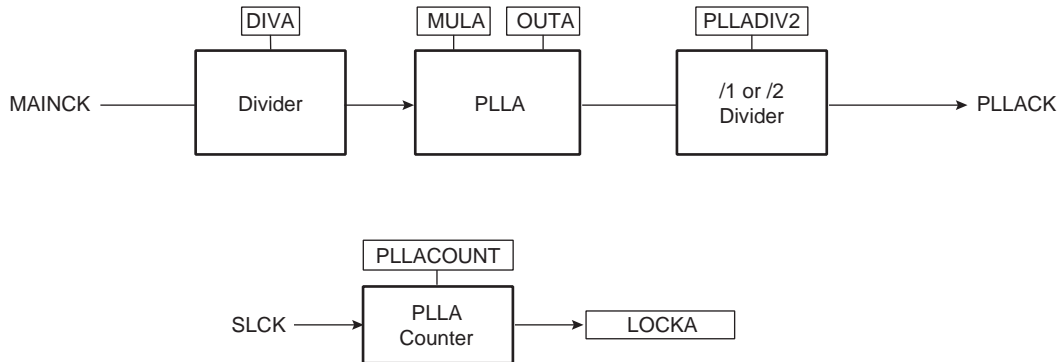 DIVA
MULA
OUTA
PLLADIV2
MAINCK
Divider
PLLA
/1 or /2
Divider
PLLACK
PLLACOUNT
SLCK
PLLA
Counter
LOCKA